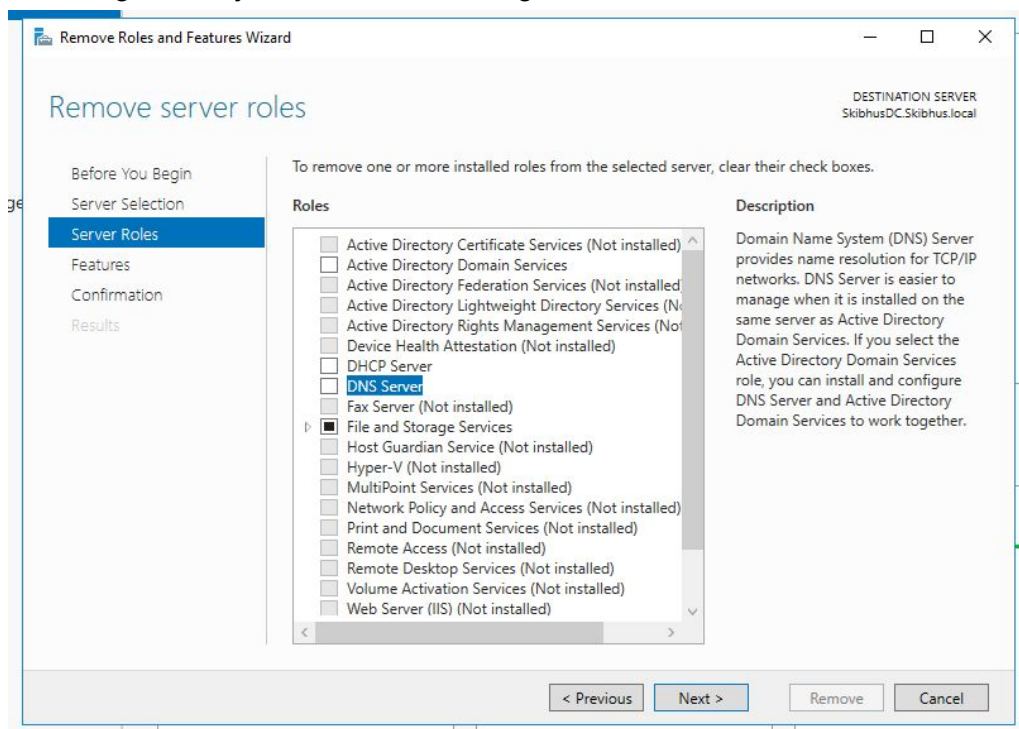 Remove Roles and Features Wizard
Remove server roles
DESTINATION SERVER
SkibhusDC.Skibhus.local
Before You Begin
Server Selection
Server Roles
Features
Confirmation
Results
To remove one or more installed roles from the selected server, clear their check boxes.
Roles
Active Directory Certificate Services (Not installed)
Active Directory Domain Services
Active Directory Federation Services (Not installed
Active Directory Lightweight Directory Services (No
Active Directory Rights Management Services (Not
Device Health Attestation (Not installed)
DHCP Server
DNS Server
Fax Server (Not installed)
File and Storage Services
Host Guardian Service (Not installed)
Hyper-V (Not installed)
MultiPoint Services (Not installed)
Network Policy and Access Services (Not installed)
Print and Document Services (Not installed)
Remote Access (Not installed)
Remote Desktop Services (Not installed)
Volume Activation Services (Not installed)
Web Server (IIS) (Not installed)
Description
Domain Name System (DNS) Server
provides name resolution for TCP/IP
networks. DNS Server is easier to
manage when it is installed on the
same server as Active Directory
Domain Services. If you select the
Active Directory Domain Services
role, you can install and configure
DNS Server and Active Directory
Domain Services to work together.
< Previous
Next >
Remove
Cancel